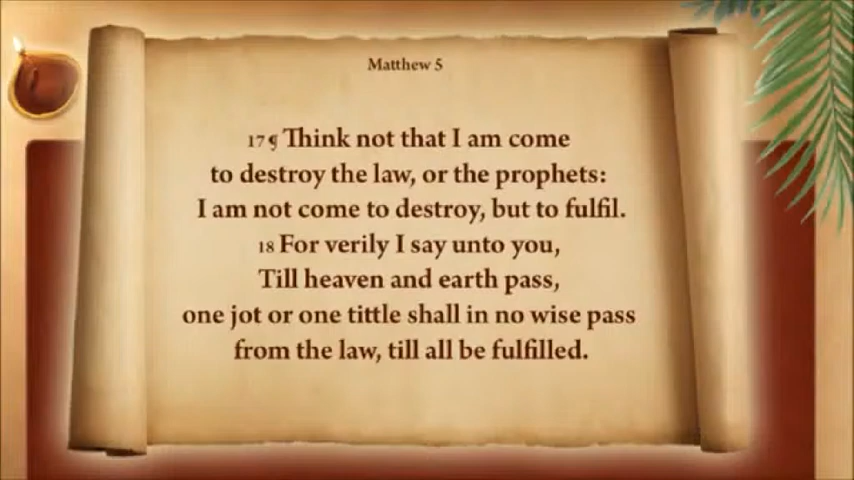 Matthew 5
17¶ Think not that I am come
to destroy the law, or the prophets:
I am not come to destroy, but to fulfil.
18 For verily I say unto you,
Till heaven and earth pass,
one jot or one tittle shall in no wise pass
from the law, till all be fulfilled.